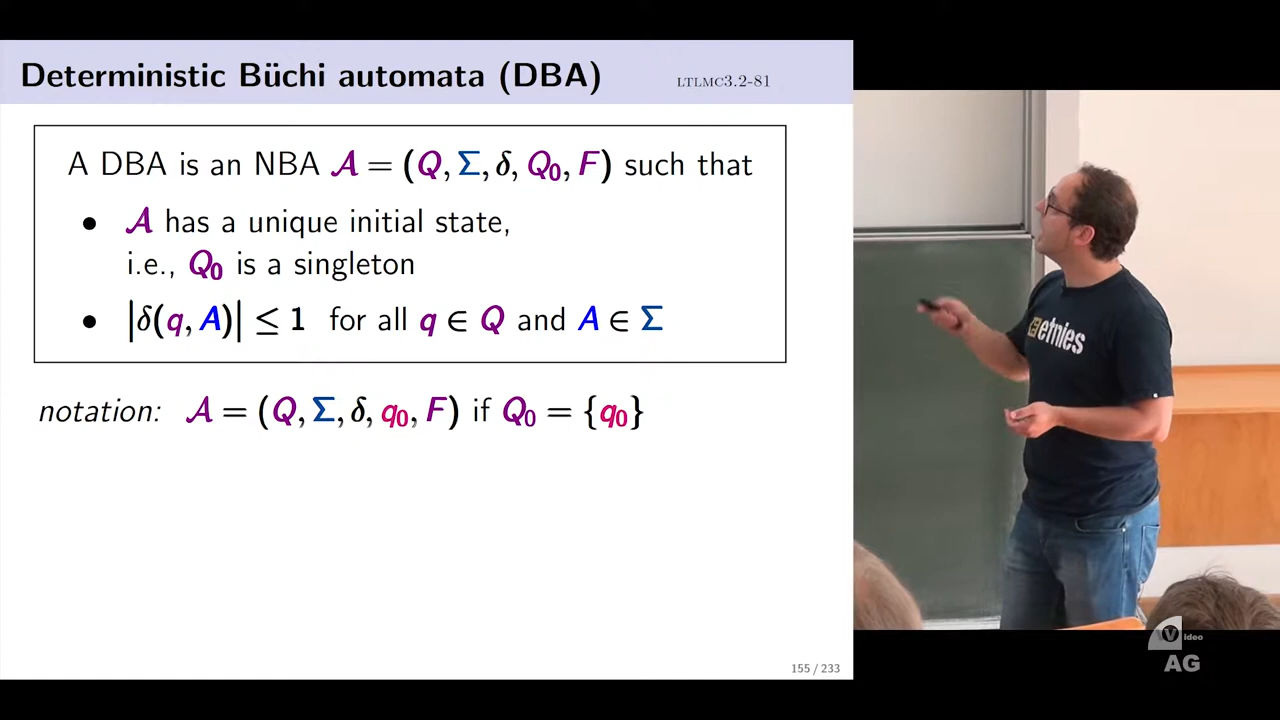 Deterministic Büchi automata (DBA) LTLMC3.2-81
A DBA is an NBA 𝒜 = (Q, Σ, δ, Q₀, F) such that
• 𝒜 has a unique initial state,
i.e., Q₀ is a singleton
• |δ(q, A)| ≤ 1 for all q ∈ Q and A ∈ Σ
notation: 𝒜 = (Q, Σ, δ, q₀, F) if Q₀ = {q₀}
155 / 233
etnies
Video
AG